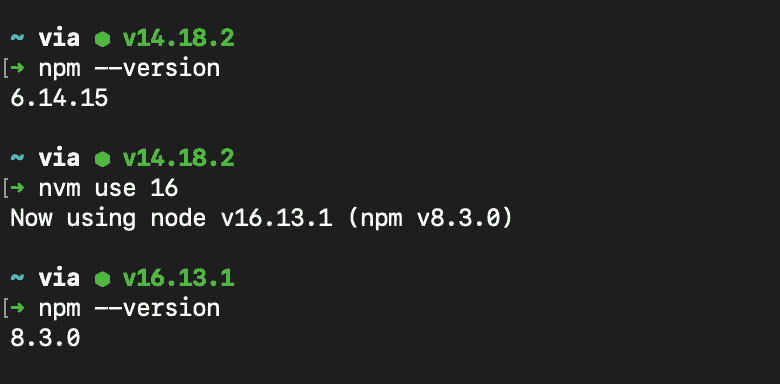 ~ via ⬢ v14.18.2
➜ npm --version
6.14.15
~ via ⬢ v14.18.2
➜ nvm use 16
Now using node v16.13.1 (npm v8.3.0)
~ via ⬢ v16.13.1
➜ npm --version
8.3.0